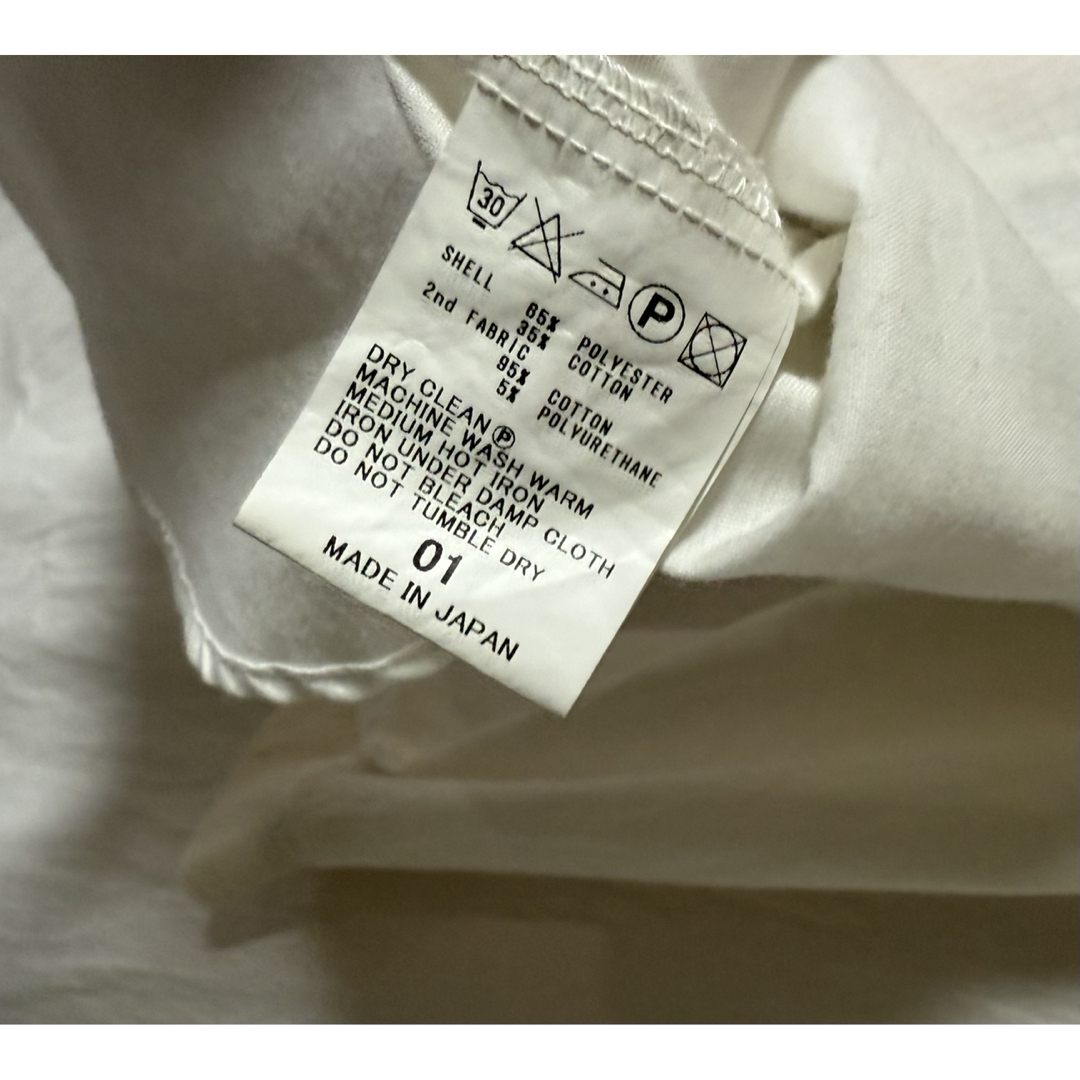 30
P
SHELL
65% POLYESTER
35% COTTON
2nd FABRIC
95% COTTON
5% POLYURETHANE
DRY CLEAN Ⓟ
MACHINE WASH WARM
MEDIUM HOT IRON
IRON UNDER DAMP CLOTH
DO NOT BLEACH
DO NOT TUMBLE DRY
01
MADE IN JAPAN